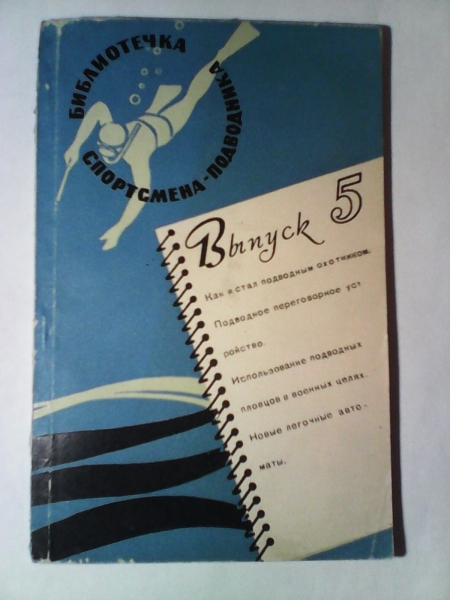 БИБЛИОТЕЧКА
СПОРТСМЕНА-ПОДВОДНИКА
Выпуск 5
Как я стал подводным охотником.
Подводное переговорное уст
ройство.
Использование подводных
пловцов в военных целях.
Новые легочные авто-
маты.